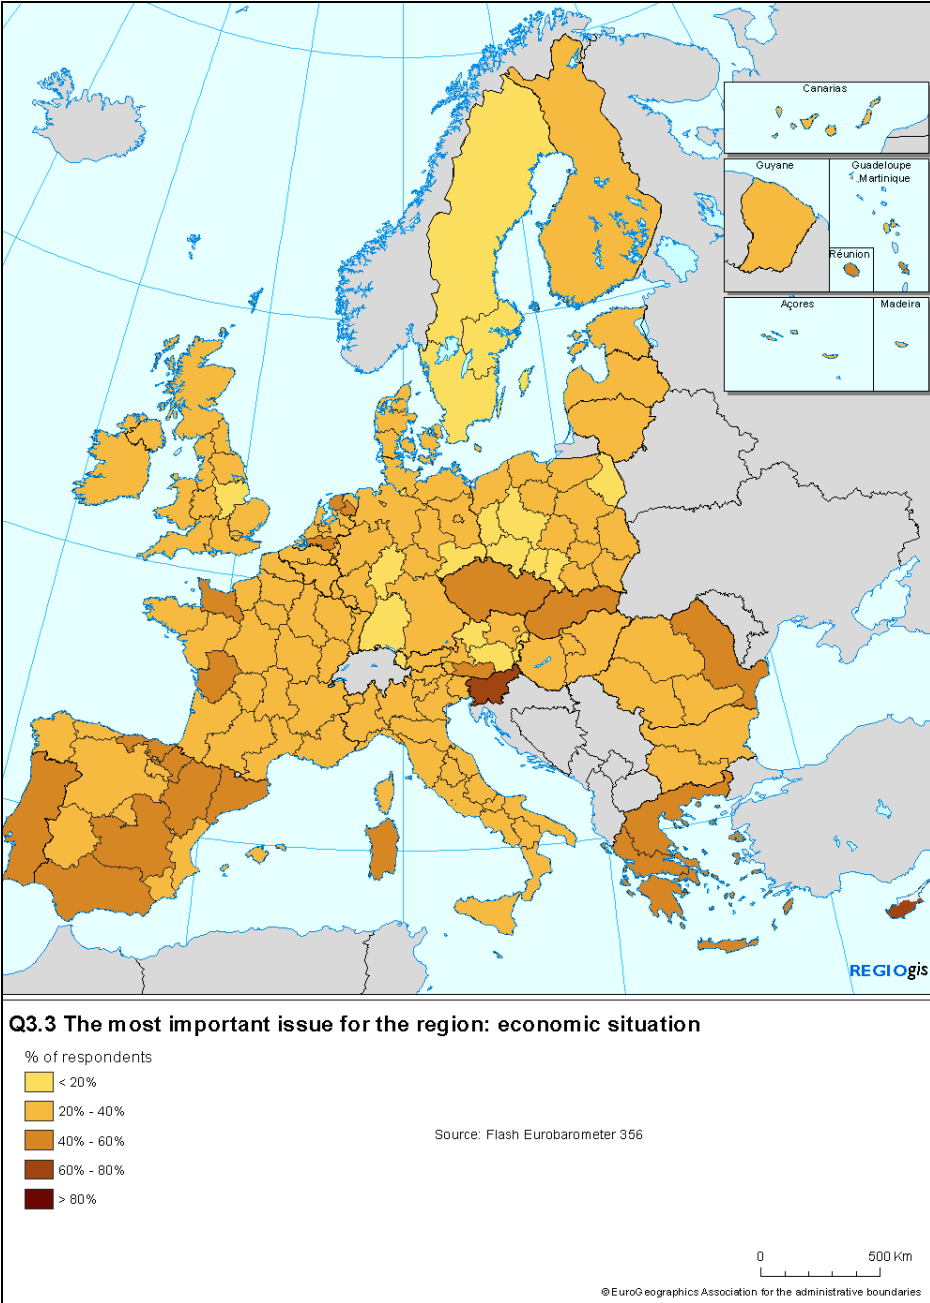 Canarias
Guyane
Guadeloupe
Martinique
Réunion
Açores
Madeira
REGIOgis
Q3.3 The most important issue for the region: economic situation
% of respondents
< 20%
20% - 40%
40% - 60%
60% - 80%
> 80%
Source: Flash Eurobarometer 356
0 500 Km
© EuroGeographics Association for the administrative boundaries